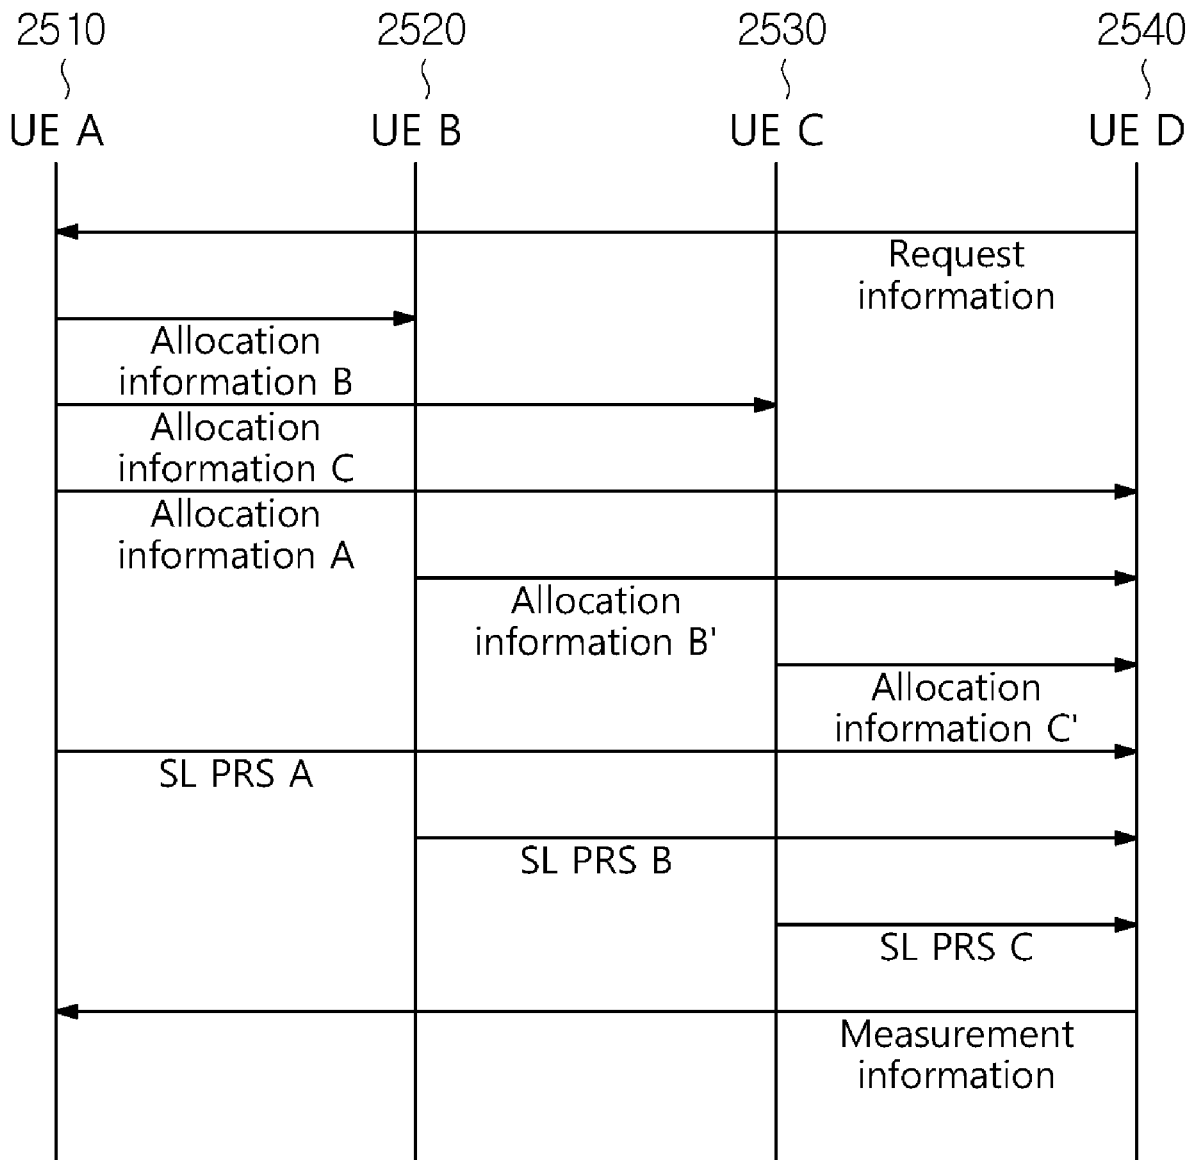 2510 2520 2530 2540
UE A UE B UE C UE D
Request
information
Allocation
information B
Allocation
information C
Allocation
information A
Allocation
information B'
Allocation
information C'
SL PRS A
SL PRS B
SL PRS C
Measurement
information